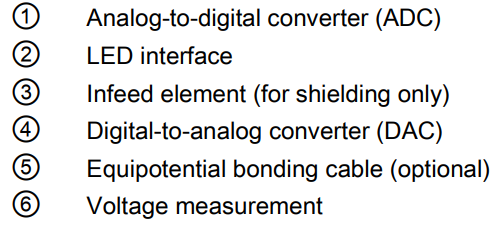 ① Analog-to-digital converter (ADC)
② LED interface
③ Infeed element (for shielding only)
④ Digital-to-analog converter (DAC)
⑤ Equipotential bonding cable (optional)
⑥ Voltage measurement